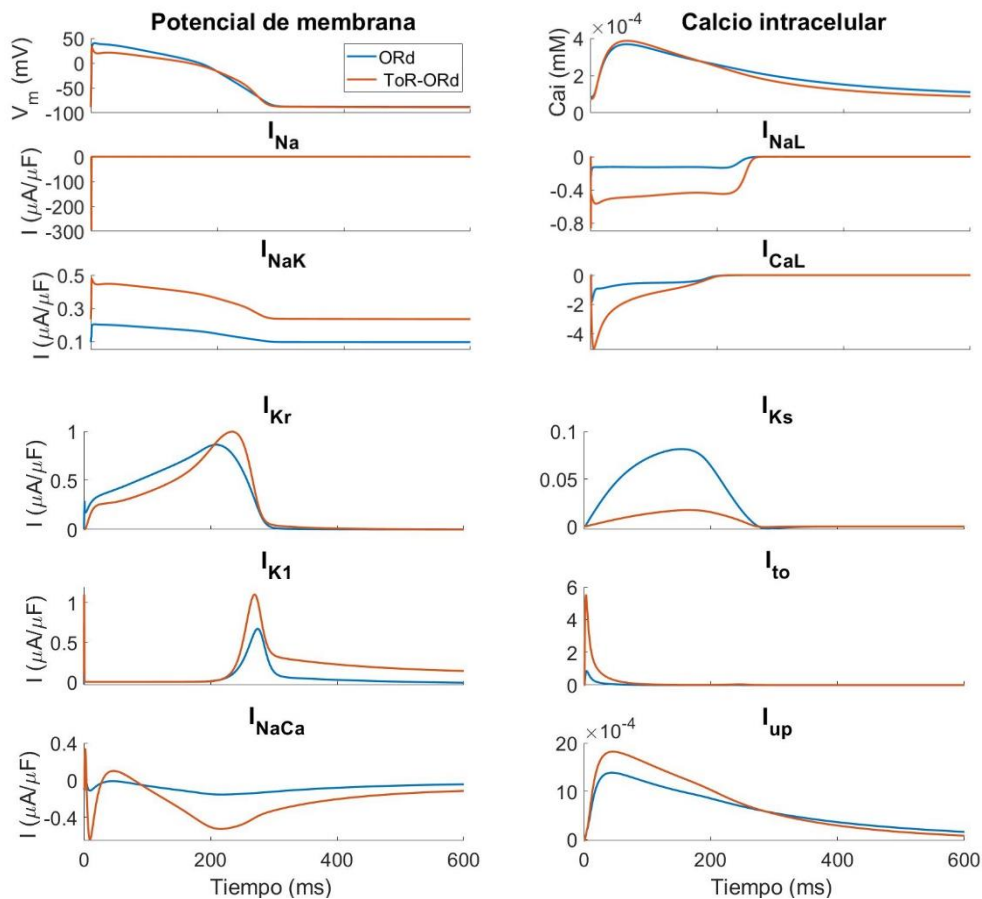 Potencial de membrana
50
0
-50
-100
V_m (mV)
ORd
ToR-ORd
Calcio intracelular
×10^-4
4
2
0
Cai (mM)
I_Na
0
-100
-200
-300
I (μA/μF)
I_NaL
0
-0.4
-0.8
I_NaK
0.5
0.3
0.1
I (μA/μF)
I_CaL
0
-2
-4
I_Kr
1
0.5
0
I (μA/μF)
I_Ks
0.1
0.05
0
I_K1
1
0.5
0
I (μA/μF)
I_to
6
4
2
0
I_NaCa
0.4
0
-0.4
I (μA/μF)
0 200 400 600
Tiempo (ms)
I_up
×10^-4
20
10
0
0 200 400 600
Tiempo (ms)